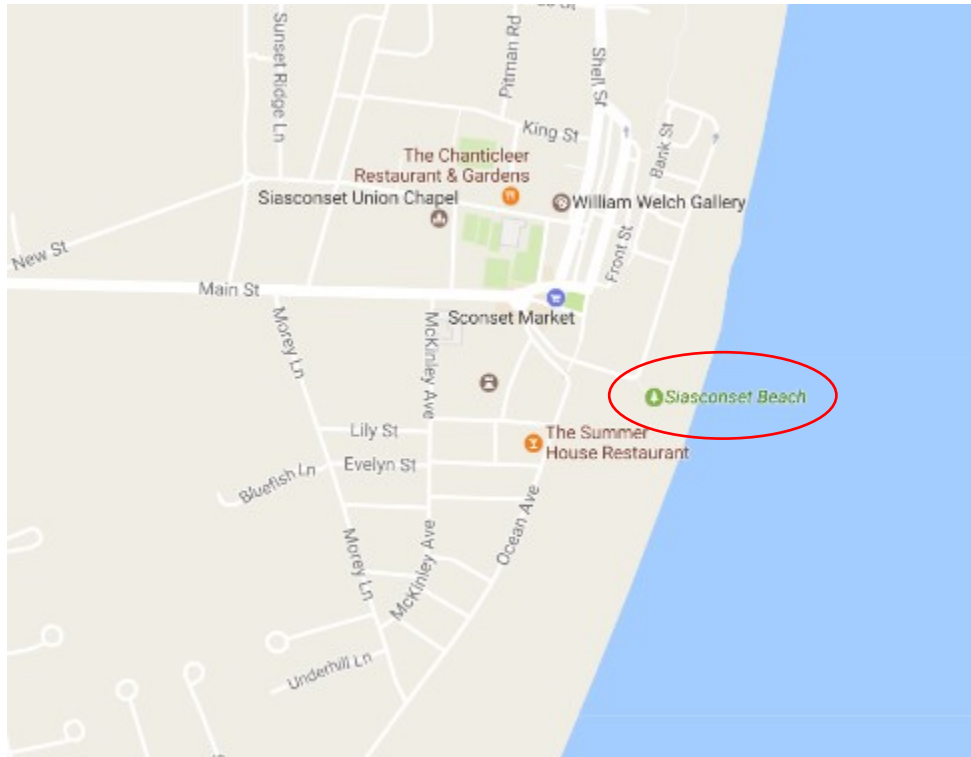 Sunset Ridge Ln
Pitman Rd
Shell St
King St
Bank St
The Chanticleer
Restaurant & Gardens
Siasconset Union Chapel
William Welch Gallery
New St
Front St
Main St
Sconset Market
Morey Ln
McKinley Ave
Siasconset Beach
Lily St
The Summer
House Restaurant
Evelyn St
Bluefish Ln
Ocean Ave
Morey Ln
McKinley Ave
Underhill Ln